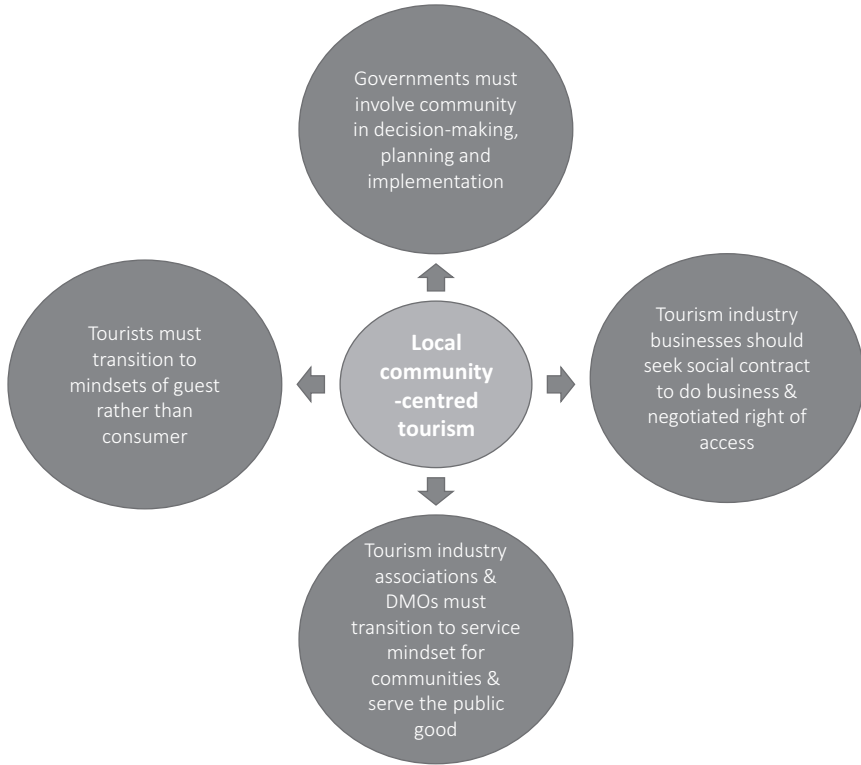 Governments must
involve community
in decision-making,
planning and
implementation
Tourists must
transition to
mindsets of guest
rather than
consumer
Local
community
-centred
tourism
Tourism industry
businesses should
seek social contract
to do business &
negotiated right of
access
Tourism industry
associations &
DMOs must
transition to service
mindset for
communities &
serve the public
good